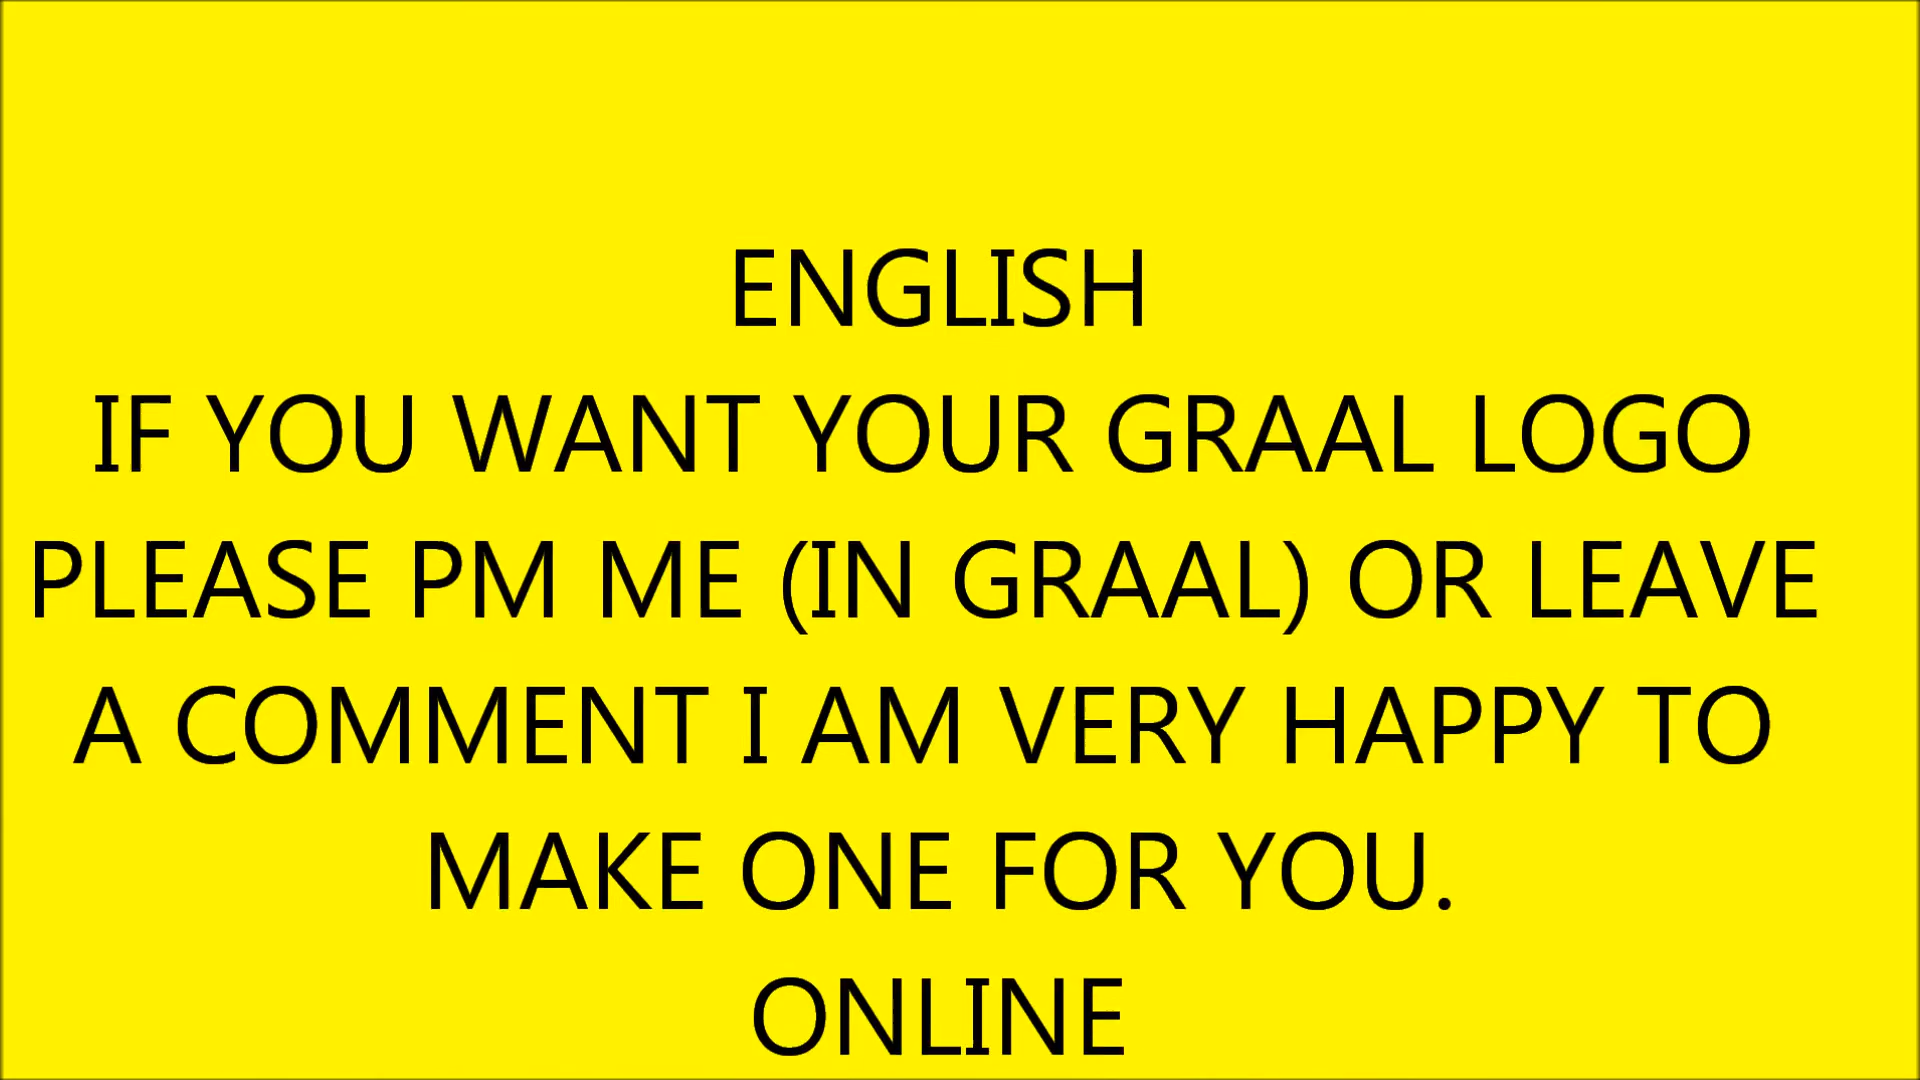 ENGLISH
IF YOU WANT YOUR GRAAL LOGO
PLEASE PM ME (IN GRAAL) OR LEAVE
A COMMENT I AM VERY HAPPY TO
MAKE ONE FOR YOU.
ONLINE